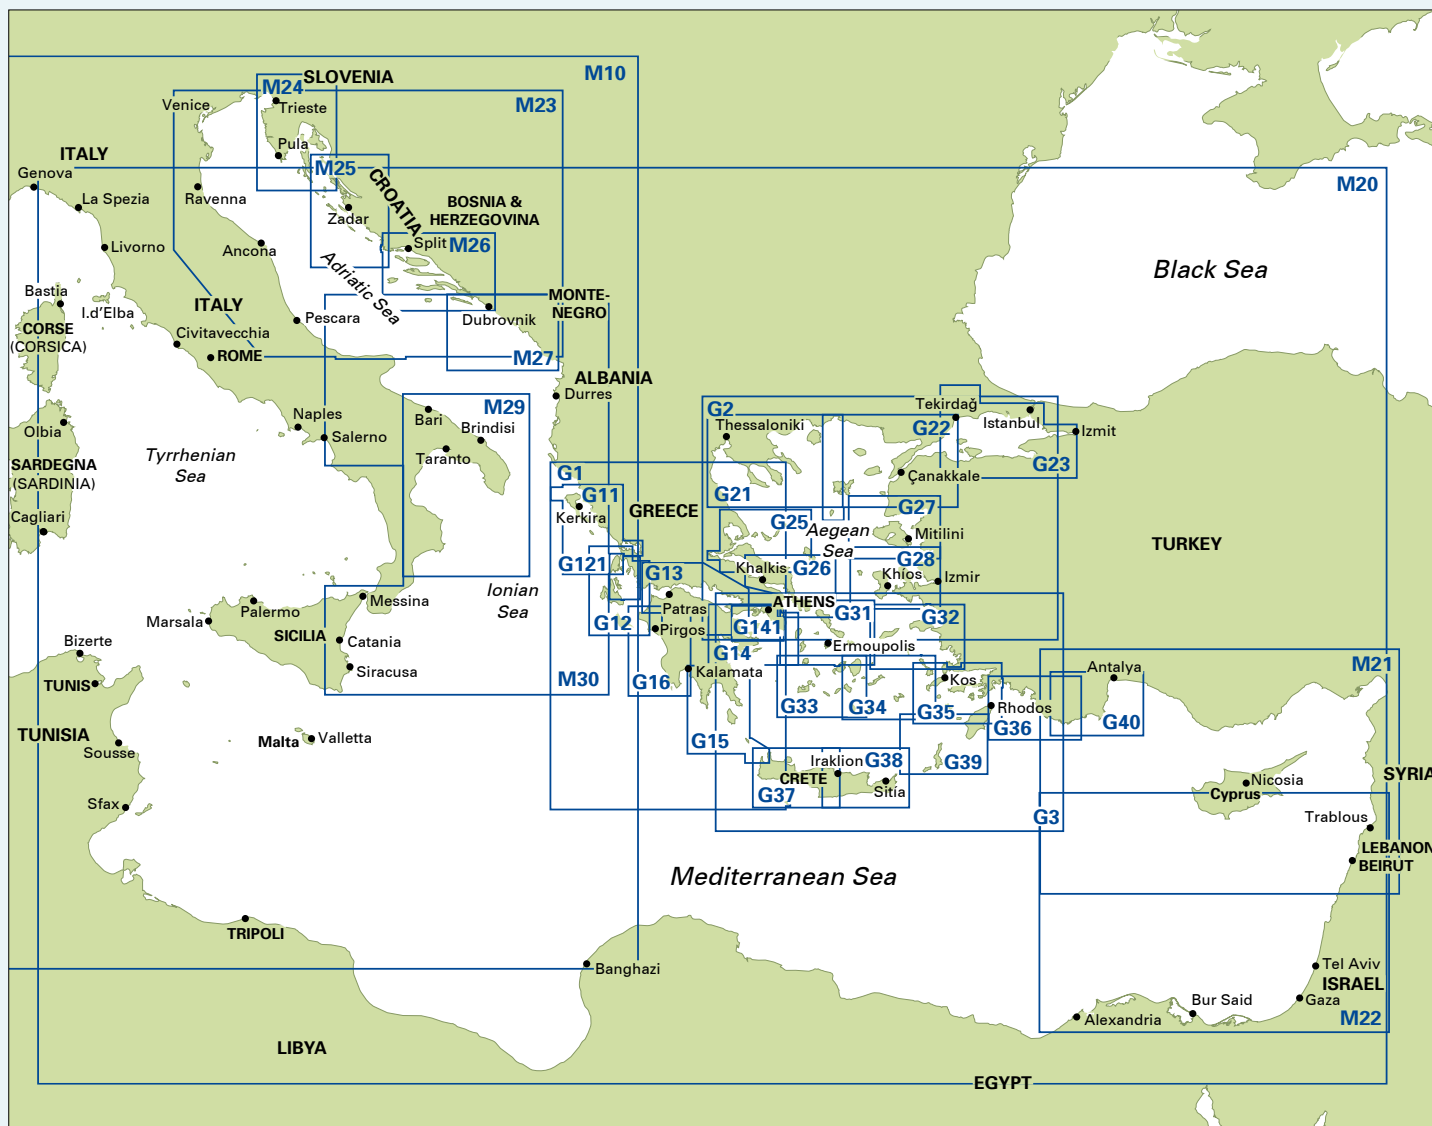 M10
SLOVENIA
M24
M23
Venice
Trieste
Pula
ITALY
M25
Genova
M20
La Spezia
Ravenna
CROATIA
BOSNIA &
HERZEGOVINA
Zadar
Livorno
Ancona
Split
M26
Adriatic Sea
Black Sea
Bastia
I.d'Elba
ITALY
MONTE-
NEGRO
CORSE
(CORSICA)
Civitavecchia
Pescara
Dubrovnik
ROME
M27
ALBANIA
Durres
M29
Naples
Bari
Brindisi
Olbia
Salerno
Taranto
G2
Thessaloniki
Tekirdağ
Istanbul
G22
Izmit
Tyrrhenian
Sea
SARDEGNA
(SARDINIA)
G1
G23
Çanakkale
G11
G21
Cagliari
Kerkira
GREECE
G25
G27
Aegean
Sea
Mitilini
TURKEY
G121
G13
Khalkis
G26
G28
Khios
Izmir
Ionian
Sea
Messina
Palermo
Marsala
Patras
ATHENS
G31
G32
SICILIA
Catania
G12
Pirgos
G141
Ermoupolis
Bizerte
G14
Siracusa
M30
G16
Kalamata
Kos
Antalya
M21
TUNIS
G33
G34
G35
Rhodos
G36
G40
TUNISIA
Sousse
Malta
Valletta
G15
Iraklion
G38
G39
CRETE
Sitía
G37
Nicosia
Cyprus
SYRIA
Sfax
G3
Trablous
LEBANON
BEIRUT
Mediterranean Sea
TRIPOLI
Banghazi
Tel Aviv
ISRAEL
Gaza
Bur Said
Alexandria
M22
LIBYA
EGYPT